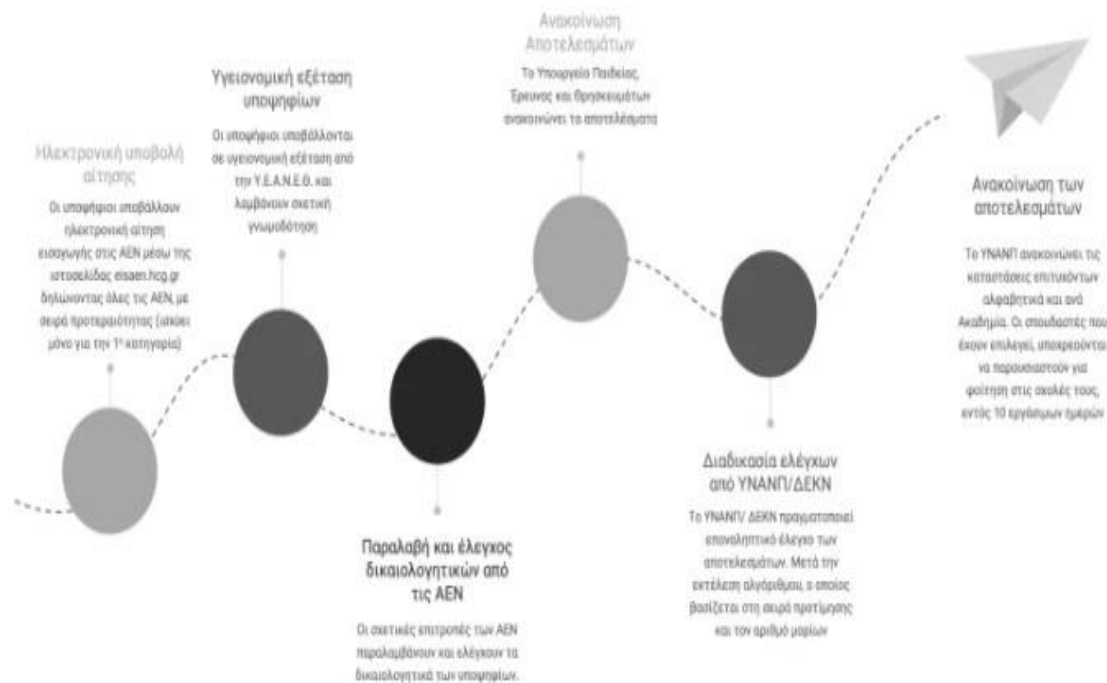 Ηλεκτρονική υποβολή
αίτησης
Οι υποψήφιοι υποβάλλουν
ηλεκτρονική αίτηση
εισαγωγής στις ΑΕΝ μέσω της
ιστοσελίδας eisaen.hcg.gr
δηλώνοντας όλες τις ΑΕΝ, με
σειρά προτεραιότητας (ισχύει
μόνο για την 1η κατηγορία)
Υγειονομική εξέταση
υποψηφίων
Οι υποψήφιοι υποβάλλονται
σε υγειονομική εξέταση από
την Υ.Ε.Α.Ν.Ε.Θ. και
λαμβάνουν σχετική
γνωμοδότηση
Παραλαβή και έλεγχος
δικαιολογητικών από
τις ΑΕΝ
Οι σχετικές επιτροπές των ΑΕΝ
παραλαμβάνουν και ελέγχουν τα
δικαιολογητικά των υποψηφίων.
Ανακοίνωση
Αποτελεσμάτων
Το Υπουργείο Παιδείας,
Έρευνας και Θρησκευμάτων
ανακοινώνει τα αποτελέσματα
Διαδικασία ελέγχων
από ΥΝΑΝΠ/ΔΕΚΝ
Το ΥΝΑΝΠ/ ΔΕΚΝ πραγματοποιεί
επαναληπτικό έλεγχο των
αποτελεσμάτων. Μετά την
εκτέλεση αλγόριθμου, ο οποίος
βασίζεται στη σειρά προτίμησης
και τον αριθμό μορίων
Ανακοίνωση των
αποτελεσμάτων
Το ΥΝΑΝΠ ανακοινώνει τις
καταστάσεις επιτυχόντων
αλφαβητικά και ανά
Ακαδημία. Οι σπουδαστές που
έχουν επιλεγεί, υποχρεούνται
να παρουσιαστούν για
φοίτηση στις σχολές τους,
εντός 10 εργάσιμων ημερών